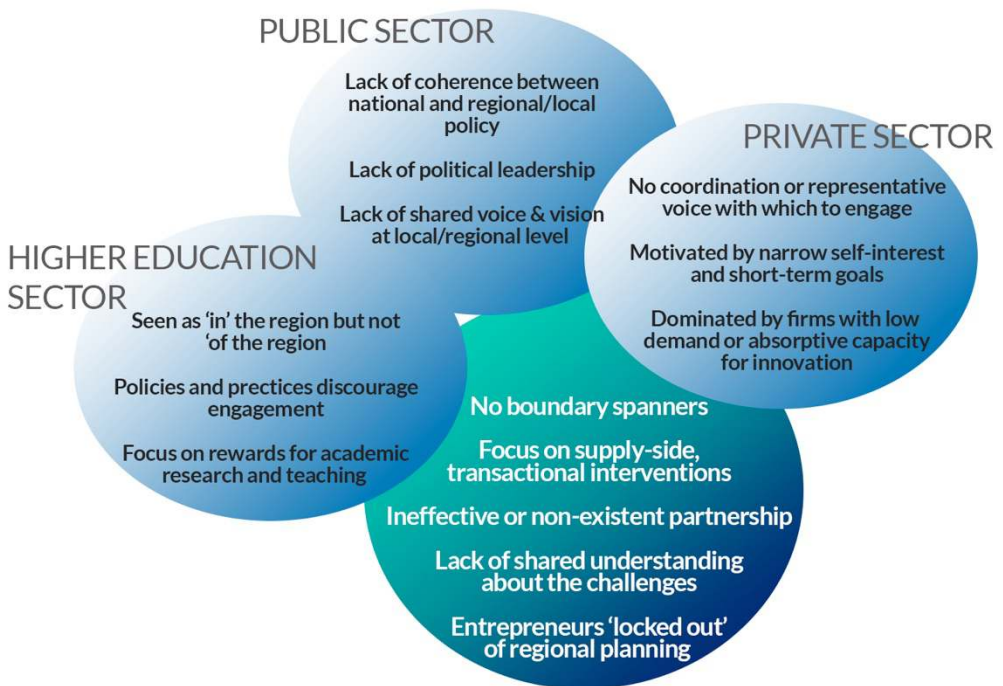 PUBLIC SECTOR
Lack of coherence between
national and regional/local
policy
Lack of political leadership
Lack of shared voice & vision
at local/regional level
PRIVATE SECTOR
No coordination or representative
voice with which to engage
Motivated by narrow self-interest
and short-term goals
Dominated by firms with low
demand or absorptive capacity
for innovation
HIGHER EDUCATION
SECTOR
Seen as ‘in’ the region but not
‘of the region
Policies and prectices discourage
engagement
Focus on rewards for academic
research and teaching
No boundary spanners
Focus on supply-side,
transactional interventions
Ineffective or non-existent partnership
Lack of shared understanding
about the challenges
Entrepreneurs ‘locked out’
of regional planning